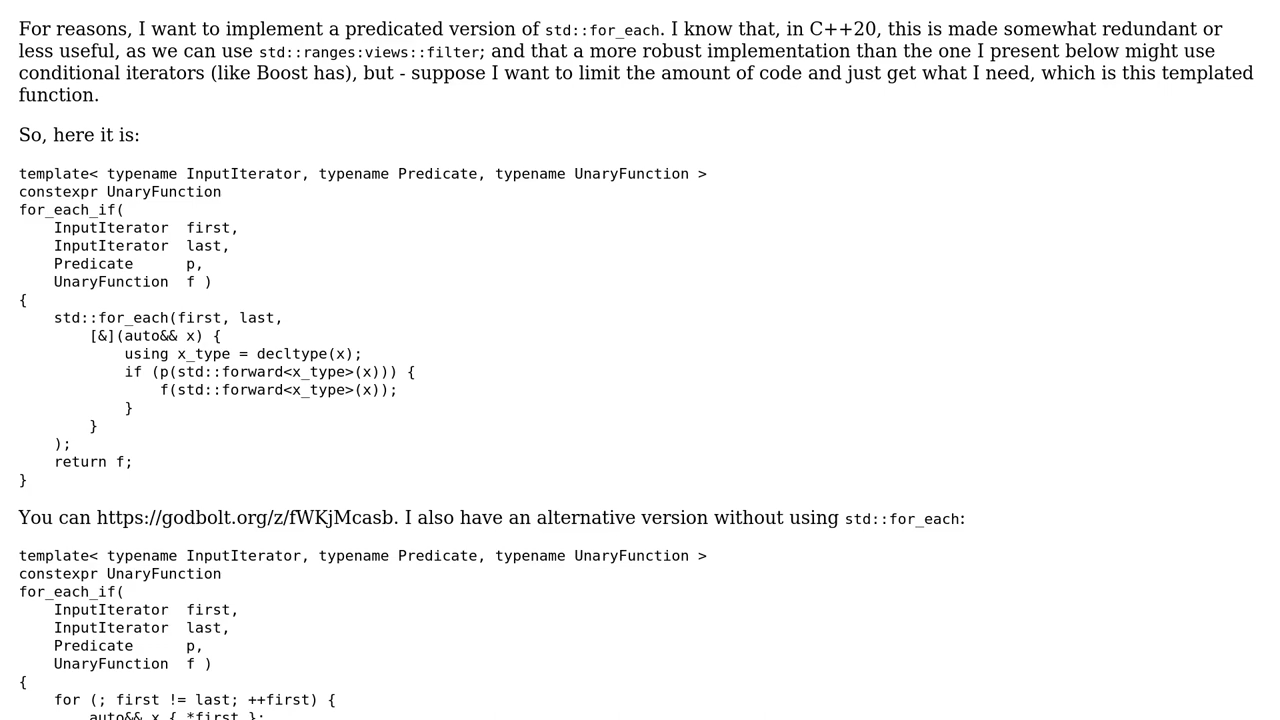 For reasons, I want to implement a predicated version of std::for_each. I know that, in C++20, this is made somewhat redundant or
less useful, as we can use std::ranges:views::filter; and that a more robust implementation than the one I present below might use
conditional iterators (like Boost has), but - suppose I want to limit the amount of code and just get what I need, which is this templated
function.
So, here it is:
template< typename InputIterator, typename Predicate, typename UnaryFunction >
constexpr UnaryFunction
for_each_if(
    InputIterator  first,
    InputIterator  last,
    Predicate      p,
    UnaryFunction  f )
{
    std::for_each(first, last,
        [&](auto&& x) {
            using x_type = decltype(x);
            if (p(std::forward<x_type>(x))) {
                f(std::forward<x_type>(x));
            }
        }
    );
    return f;
}
You can https://godbolt.org/z/fWKjMcasb. I also have an alternative version without using std::for_each:
template< typename InputIterator, typename Predicate, typename UnaryFunction >
constexpr UnaryFunction
for_each_if(
    InputIterator  first,
    InputIterator  last,
    Predicate      p,
    UnaryFunction  f )
{
    for (; first != last; ++first) {
        auto&& x { *first };